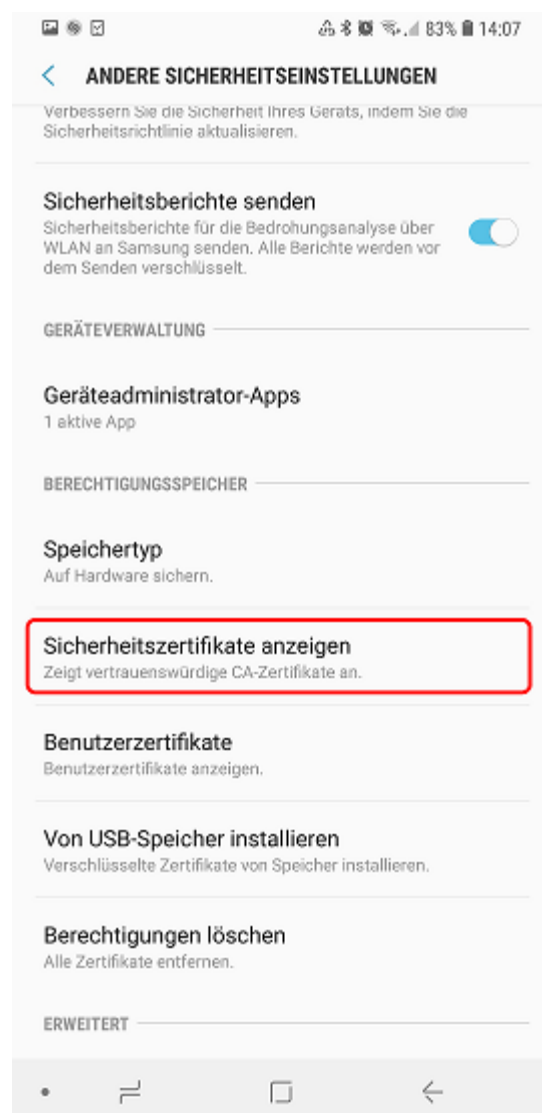 83% 14:07
ANDERE SICHERHEITSEINSTELLUNGEN
Verbessern Sie die Sicherheit Ihres Geräts, indem Sie die
Sicherheitsrichtlinie aktualisieren.
Sicherheitsberichte senden
Sicherheitsberichte für die Bedrohungsanalyse über
WLAN an Samsung senden. Alle Berichte werden vor
dem Senden verschlüsselt.
GERÄTEVERWALTUNG
Geräteadministrator-Apps
1 aktive App
BERECHTIGUNGSSPEICHER
Speichertyp
Auf Hardware sichern.
Sicherheitszertifikate anzeigen
Zeigt vertrauenswürdige CA-Zertifikate an.
Benutzerzertifikate
Benutzerzertifikate anzeigen.
Von USB-Speicher installieren
Verschlüsselte Zertifikate von Speicher installieren.
Berechtigungen löschen
Alle Zertifikate entfernen.
ERWEITERT